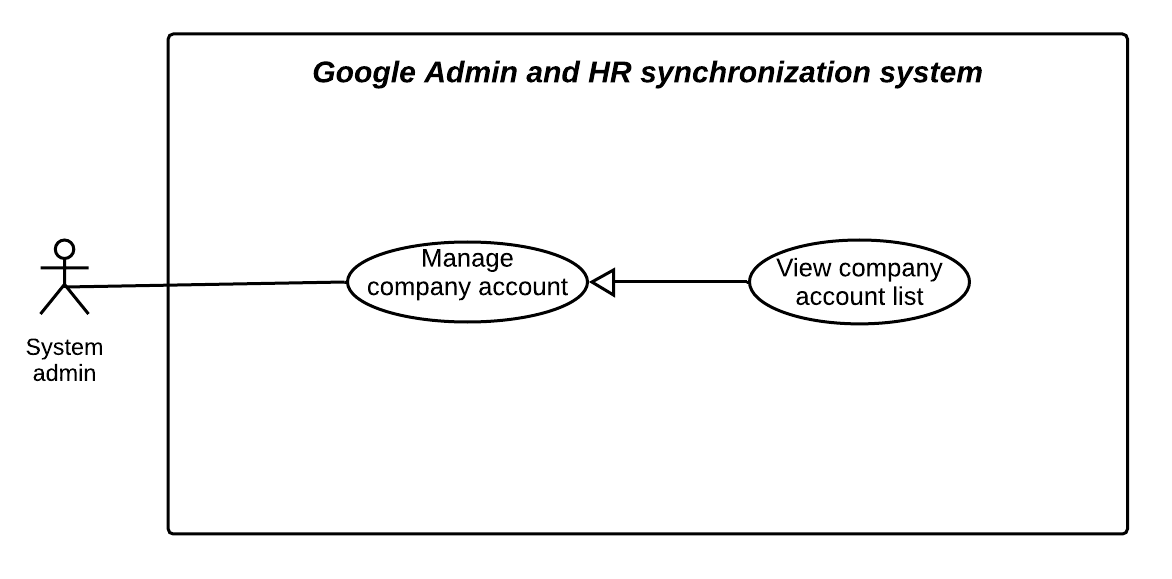 Google Admin and HR synchronization system
Manage
company account
View company
account list
System
admin